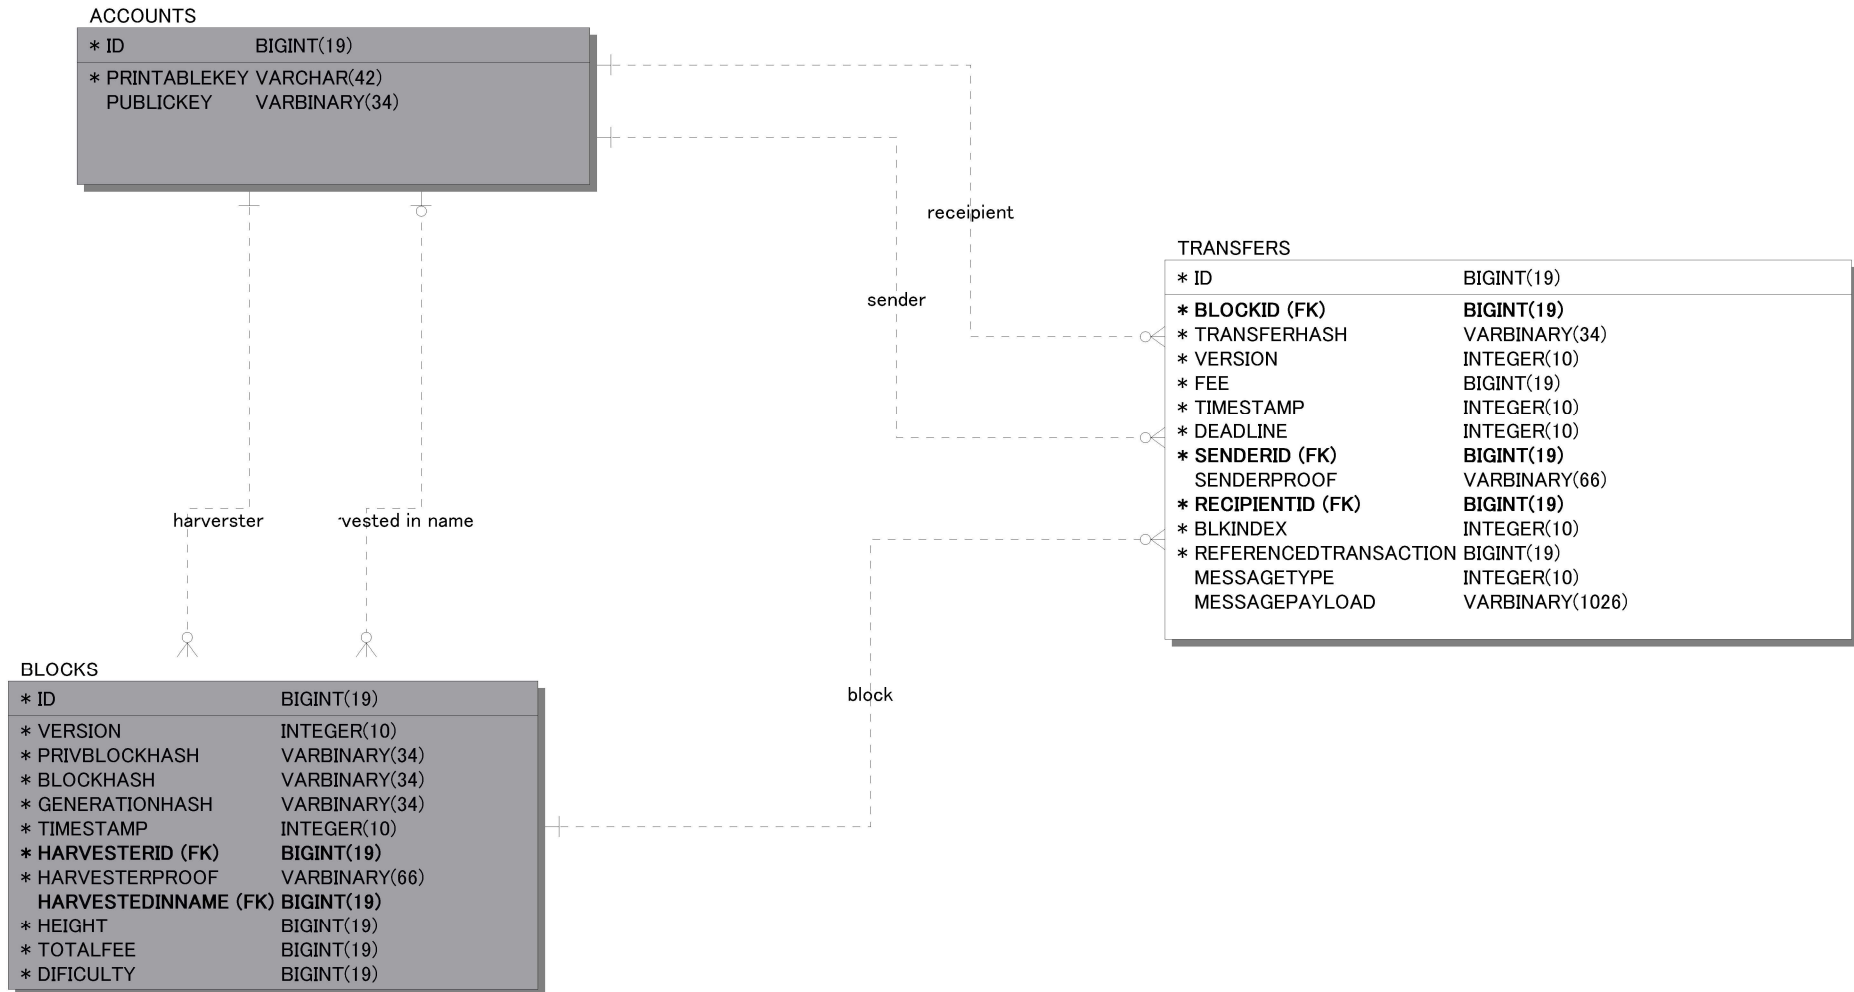 ACCOUNTS
* ID BIGINT(19)
* PRINTABLEKEY VARCHAR(42)
PUBLICKEY VARBINARY(34)
receipient
sender
TRANSFERS
* ID BIGINT(19)
* BLOCKID (FK) BIGINT(19)
* TRANSFERHASH VARBINARY(34)
* VERSION INTEGER(10)
* FEE BIGINT(19)
* TIMESTAMP INTEGER(10)
* DEADLINE INTEGER(10)
* SENDERID (FK) BIGINT(19)
SENDERPROOF VARBINARY(66)
* RECIPIENTID (FK) BIGINT(19)
* BLKINDEX INTEGER(10)
* REFERENCEDTRANSACTION BIGINT(19)
MESSAGETYPE INTEGER(10)
MESSAGEPAYLOAD VARBINARY(1026)
harverster
vested in name
block
BLOCKS
* ID BIGINT(19)
* VERSION INTEGER(10)
* PRIVBLOCKHASH VARBINARY(34)
* BLOCKHASH VARBINARY(34)
* GENERATIONHASH VARBINARY(34)
* TIMESTAMP INTEGER(10)
* HARVESTERID (FK) BIGINT(19)
* HARVESTERPROOF VARBINARY(66)
HARVESTEDINNAME (FK) BIGINT(19)
* HEIGHT BIGINT(19)
* TOTALFEE BIGINT(19)
* DIFICULTY BIGINT(19)